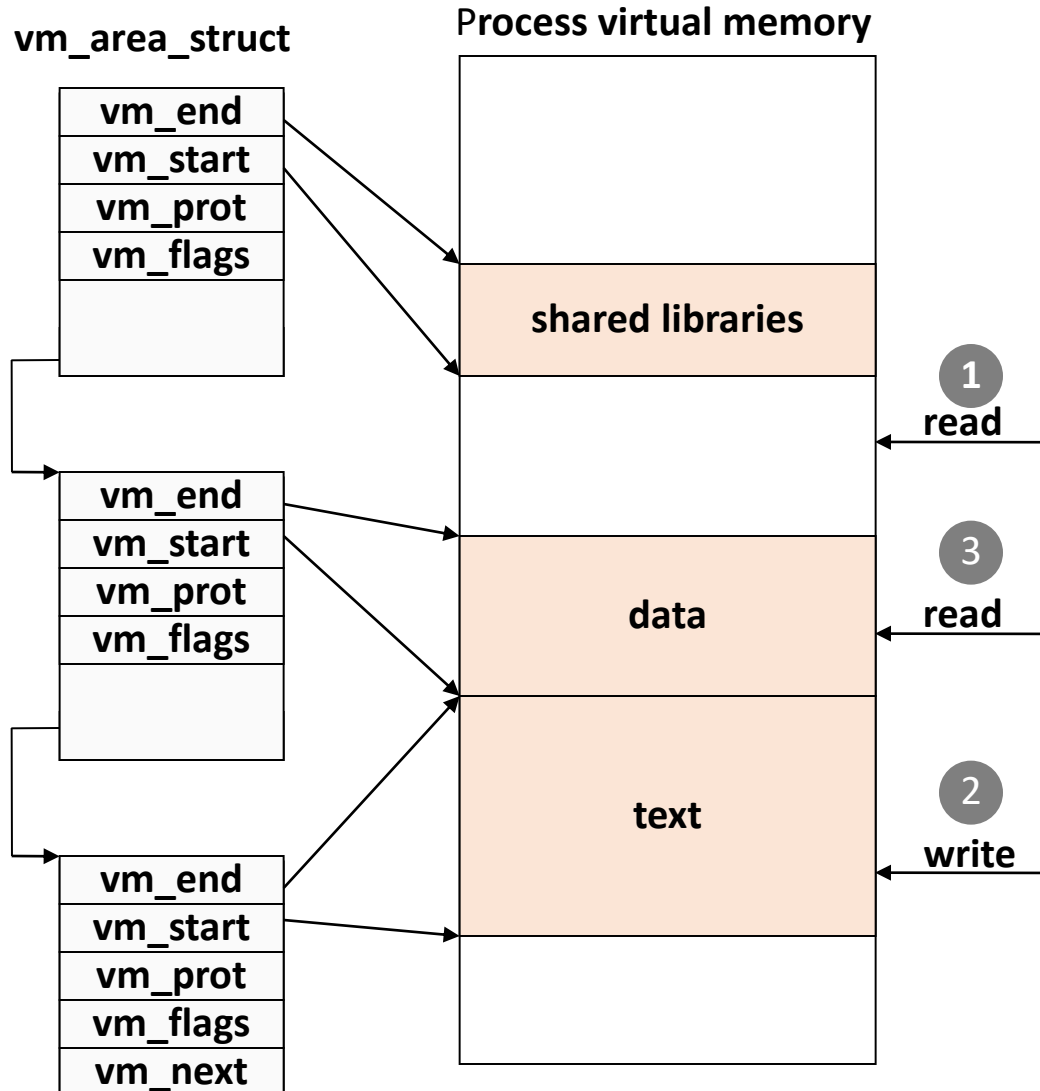 Process virtual memory
vm_area_struct
vm_end
vm_start
vm_prot
vm_flags
shared libraries
1
read
vm_end
vm_start
vm_prot
vm_flags
data
3
read
text
2
write
vm_end
vm_start
vm_prot
vm_flags
vm_next